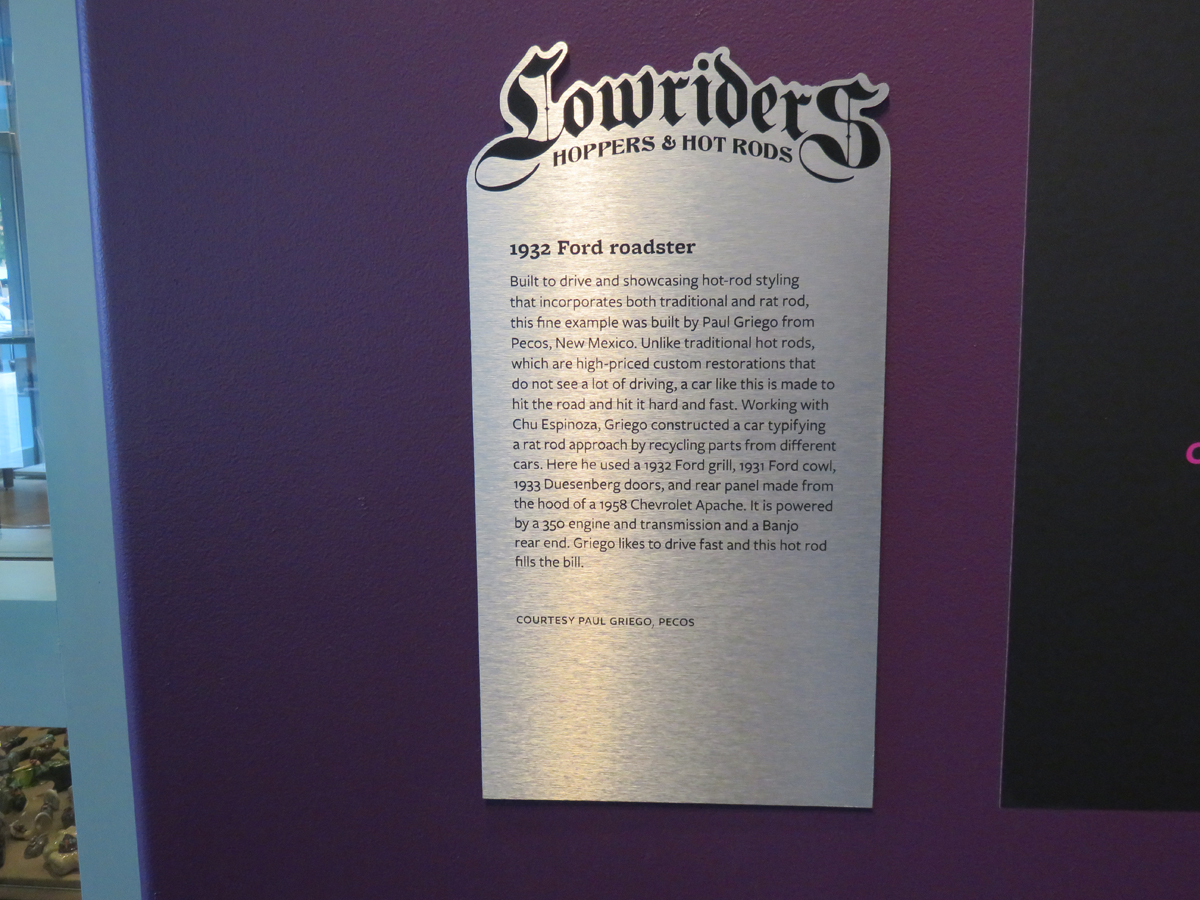 Lowriders
HOPPERS & HOT RODS
1932 Ford roadster
Built to drive and showcasing hot-rod styling
that incorporates both traditional and rat rod,
this fine example was built by Paul Griego from
Pecos, New Mexico. Unlike traditional hot rods,
which are high-priced custom restorations that
do not see a lot of driving, a car like this is made to
hit the road and hit it hard and fast. Working with
Chu Espinoza, Griego constructed a car typifying
a rat rod approach by recycling parts from different
cars. Here he used a 1932 Ford grill, 1931 Ford cowl,
1933 Duesenberg doors, and rear panel made from
the hood of a 1958 Chevrolet Apache. It is powered
by a 350 engine and transmission and a Banjo
rear end. Griego likes to drive fast and this hot rod
fills the bill.
COURTESY PAUL GRIEGO, PECOS